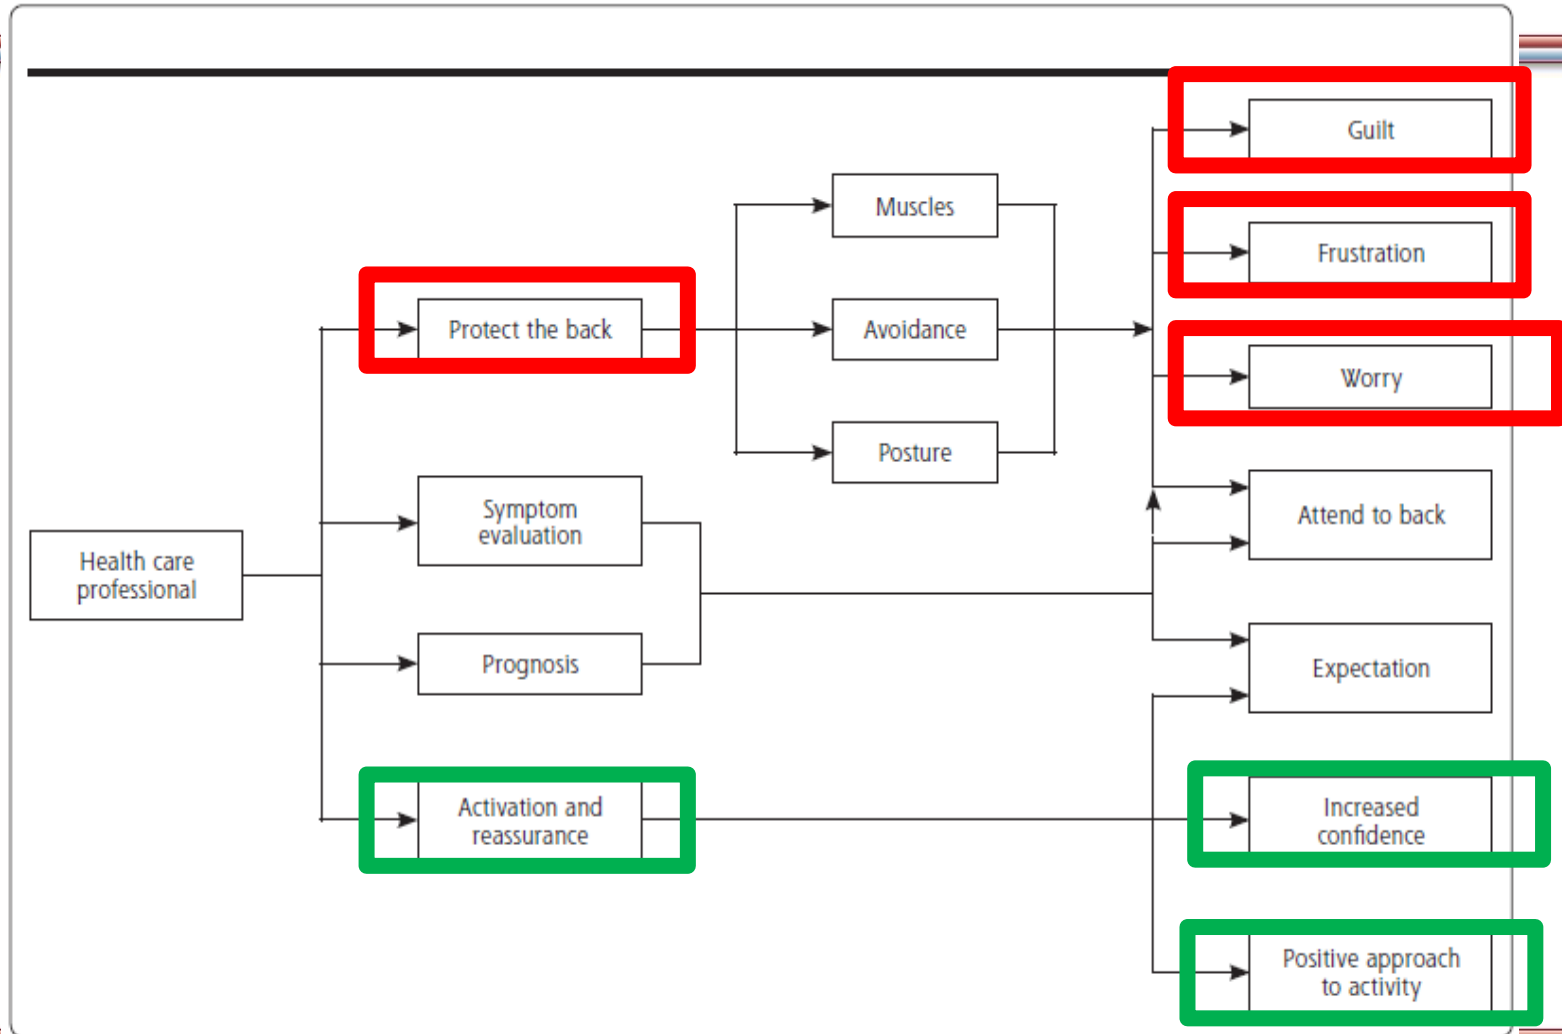 Guilt
Muscles
Frustration
Protect the back
Avoidance
Worry
Posture
Symptom
evaluation
Attend to back
Health care
professional
Prognosis
Expectation
Activation and
reassurance
Increased
confidence
Positive approach
to activity